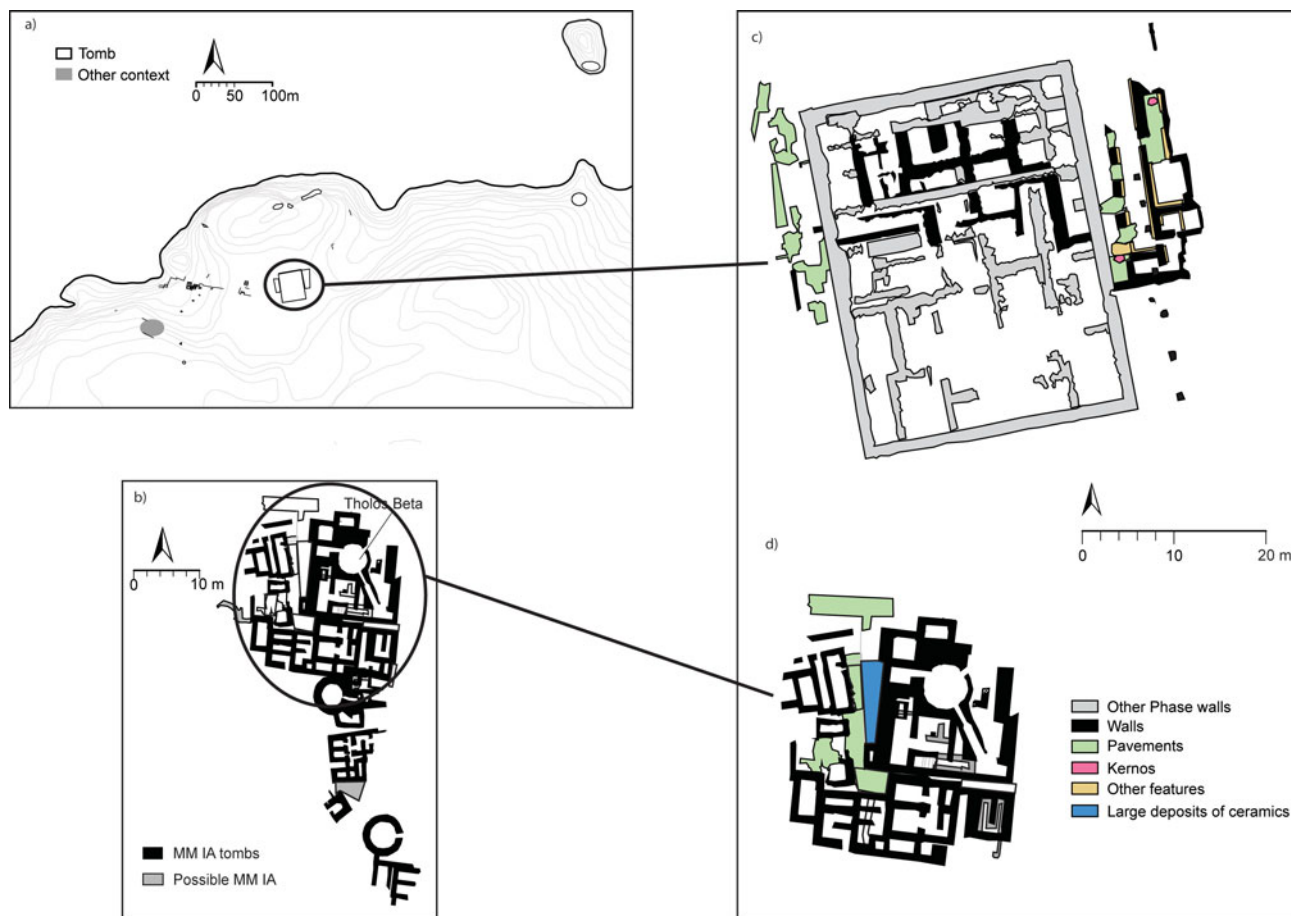 a)
Tomb
Other context
0 50 100m
c)
b)
Tholos Beta
0 10 m
MM IA tombs
Possible MM IA
0 10 20 m
d)
Other Phase walls
Walls
Pavements
Kernos
Other features
Large deposits of ceramics